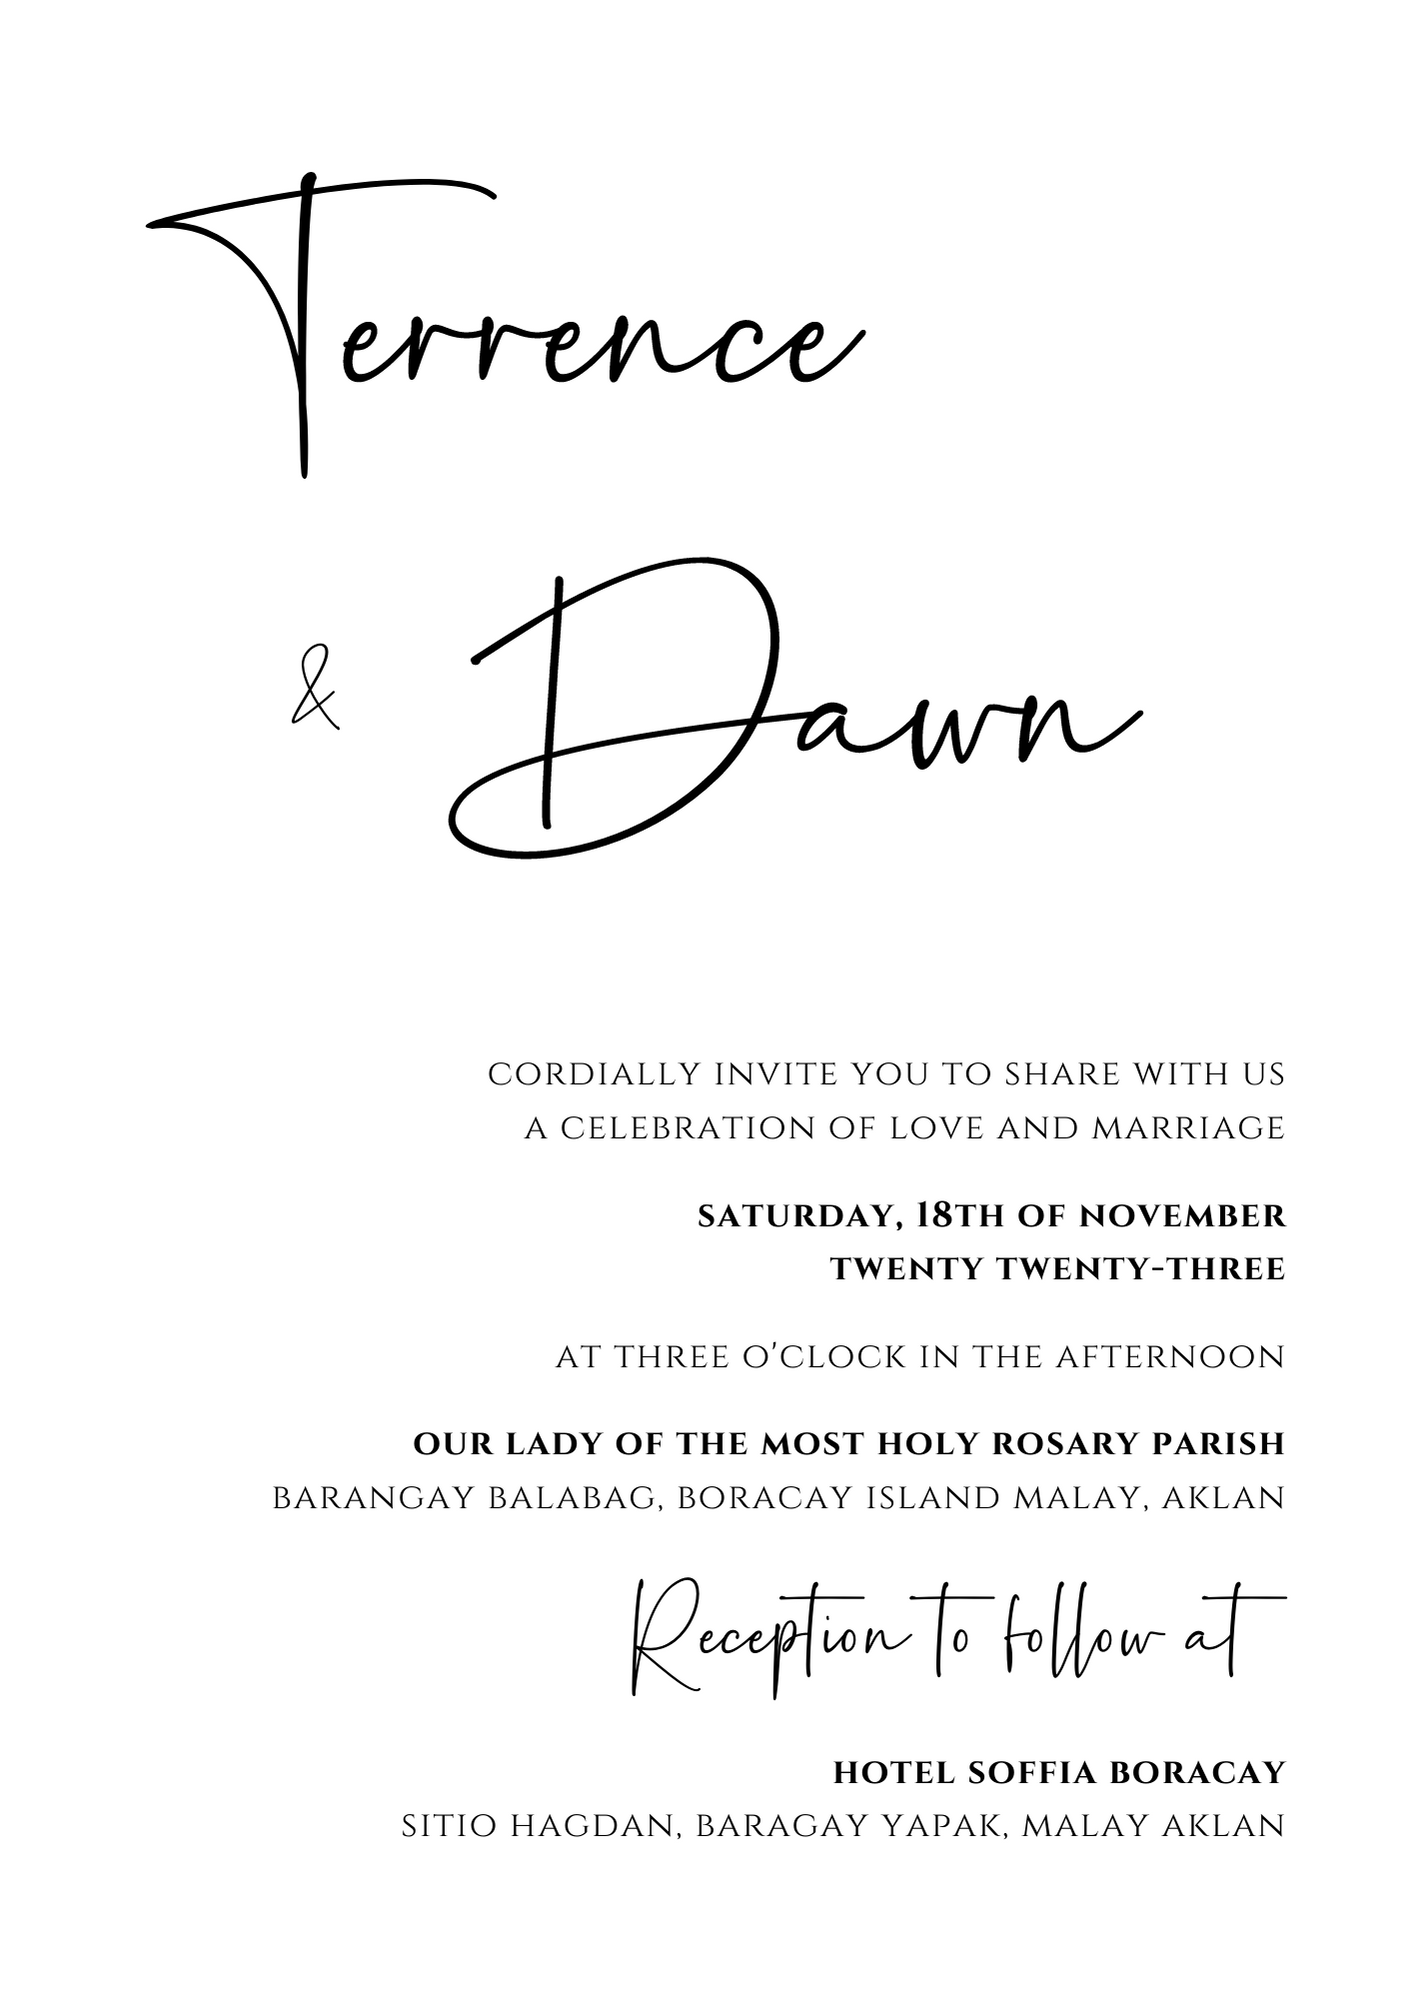 Terrence
& Dawn
CORDIALLY INVITE YOU TO SHARE WITH US
A CELEBRATION OF LOVE AND MARRIAGE
SATURDAY, 18TH OF NOVEMBER
TWENTY TWENTY-THREE
AT THREE O'CLOCK IN THE AFTERNOON
OUR LADY OF THE MOST HOLY ROSARY PARISH
BARANGAY BALABAG, BORACAY ISLAND MALAY, AKLAN
Reception to follow at
HOTEL SOFFIA BORACAY
SITIO HAGDAN, BARAGAY YAPAK, MALAY AKLAN